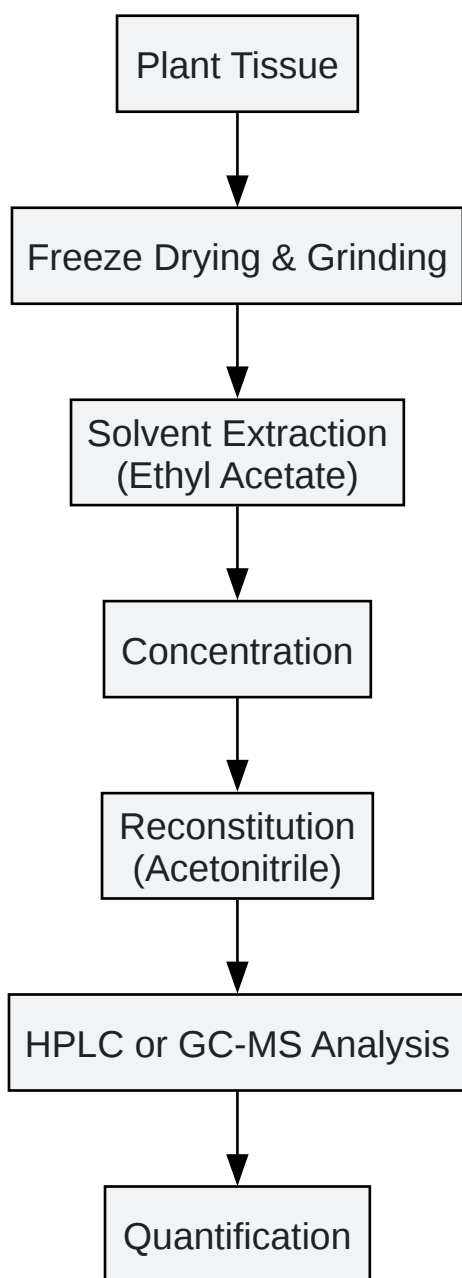 Plant Tissue
Freeze Drying & Grinding
Solvent Extraction
(Ethyl Acetate)
Concentration
Reconstitution
(Acetonitrile)
HPLC or GC-MS Analysis
Quantification